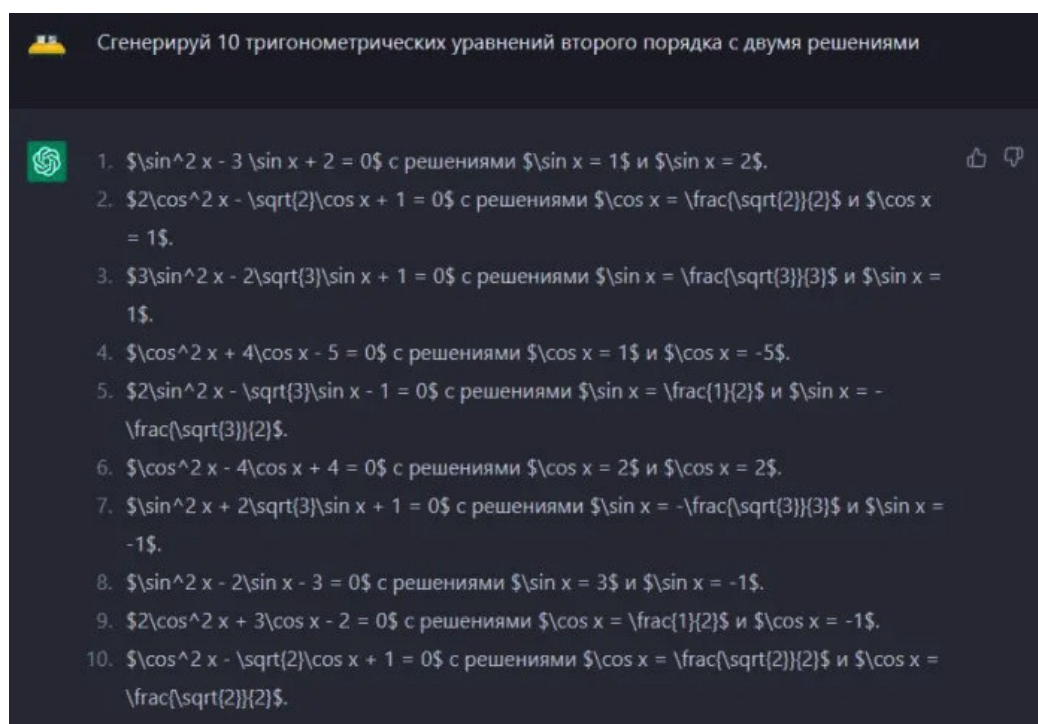 Сгенерируй 10 тригонометрических уравнений второго порядка с двумя решениями
1. $\sin^2 x - 3 \sin x + 2 = 0$ с решениями $\sin x = 1$ и $\sin x = 2$.
2. $2\cos^2 x - \sqrt{2}\cos x + 1 = 0$ с решениями $\cos x = \frac{\sqrt{2}}{2}$ и $\cos x
= 1$.
3. $3\sin^2 x - 2\sqrt{3}\sin x + 1 = 0$ с решениями $\sin x = \frac{\sqrt{3}}{3}$ и $\sin x =
1$.
4. $\cos^2 x + 4\cos x - 5 = 0$ с решениями $\cos x = 1$ и $\cos x = -5$.
5. $2\sin^2 x - \sqrt{3}\sin x - 1 = 0$ с решениями $\sin x = \frac{1}{2}$ и $\sin x = -
\frac{\sqrt{3}}{2}$.
6. $\cos^2 x - 4\cos x + 4 = 0$ с решениями $\cos x = 2$ и $\cos x = 2$.
7. $\sin^2 x + 2\sqrt{3}\sin x + 1 = 0$ с решениями $\sin x = -\frac{\sqrt{3}}{3}$ и $\sin x =
-1$.
8. $\sin^2 x - 2\sin x - 3 = 0$ с решениями $\sin x = 3$ и $\sin x = -1$.
9. $2\cos^2 x + 3\cos x - 2 = 0$ с решениями $\cos x = \frac{1}{2}$ и $\cos x = -1$.
10. $\cos^2 x - \sqrt{2}\cos x + 1 = 0$ с решениями $\cos x = \frac{\sqrt{2}}{2}$ и $\cos x =
\frac{\sqrt{2}}{2}$.